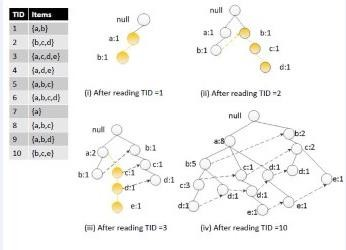 TID Items
1 {a,b}
2 {b,c,d}
3 {a,c,d,e}
4 {a,d,e}
5 {a,b,c}
6 {a,b,c,d}
7 {a}
8 {a,b,c}
9 {a,b,d}
10 {b,c,e}
null
a:1
b:1
(i) After reading TID =1
null
a:1
b:1
b:1
c:1
d:1
(ii) After reading TID =2
null
a:2
b:1
b:1
c:1
c:1
d:1
d:1
e:1
(iii) After reading TID =3
null
a:8
b:2
b:5
c:2
c:1
d:1
c:3
d:1
d:1
e:1
d:1
d:1
e:1
e:1
(iv) After reading TID =10